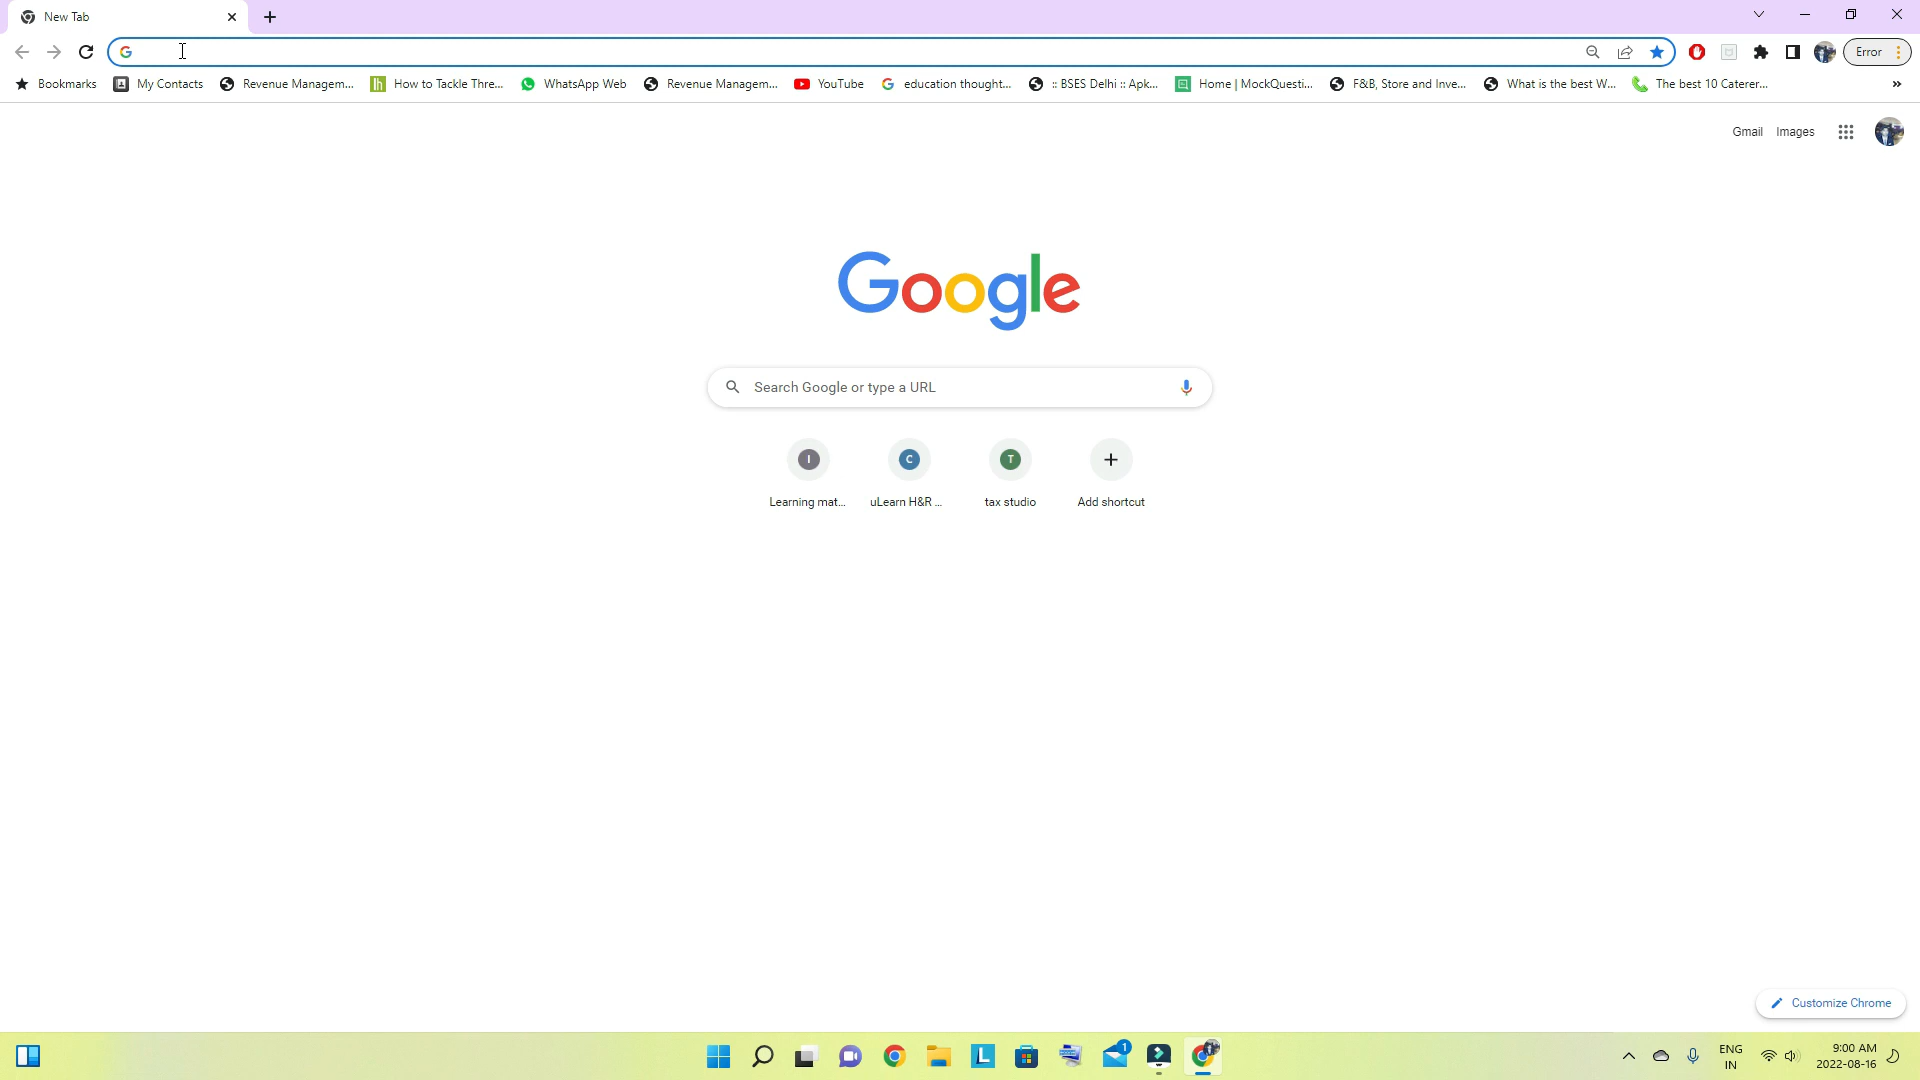 New Tab
Error
Bookmarks My Contacts Revenue Managem... How to Tackle Thre... WhatsApp Web Revenue Managem... YouTube education thought... :: BSES Delhi :: Apk... Home | MockQuesti... F&B, Store and Inve... What is the best W... The best 10 Caterer...
Gmail Images
Google
Search Google or type a URL
I C T
Learning mat... uLearn H&R ... tax studio Add shortcut
Customize Chrome
1
ENG
IN
9:00 AM
2022-08-16